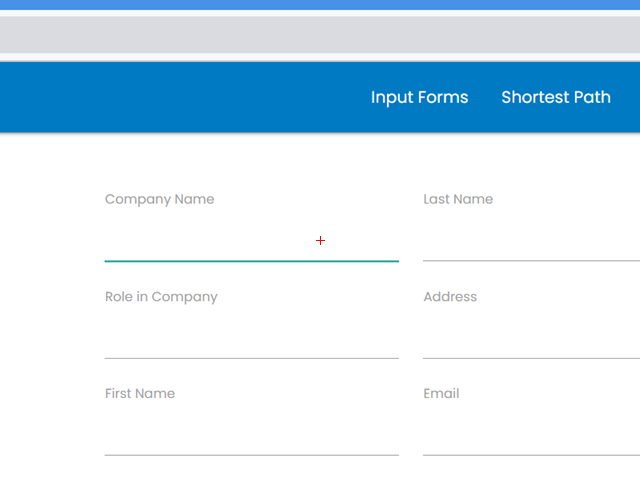 Input Forms Shortest Path
Company Name Last Name
Role in Company Address
First Name Email